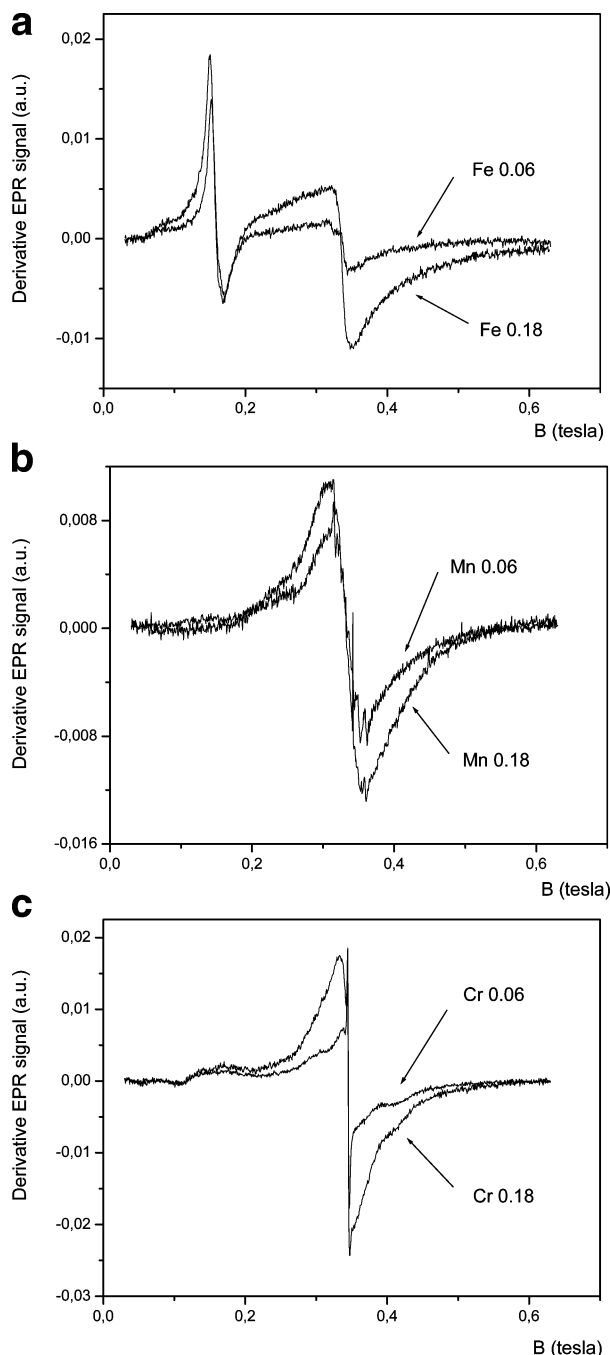 a
Derivative EPR signal (a.u.)
0,02
0,01
0,00
-0,01
Fe 0.06
Fe 0.18
0,0
0,2
0,4
0,6
B (tesla)
b
Derivative EPR signal (a.u.)
0,008
0,000
-0,008
-0,016
Mn 0.06
Mn 0.18
0,0
0,2
0,4
0,6
B (tesla)
c
Derivative EPR signal (a.u.)
0,02
0,01
0,00
-0,01
-0,02
-0,03
Cr 0.06
Cr 0.18
0,0
0,2
0,4
0,6
B (tesla)